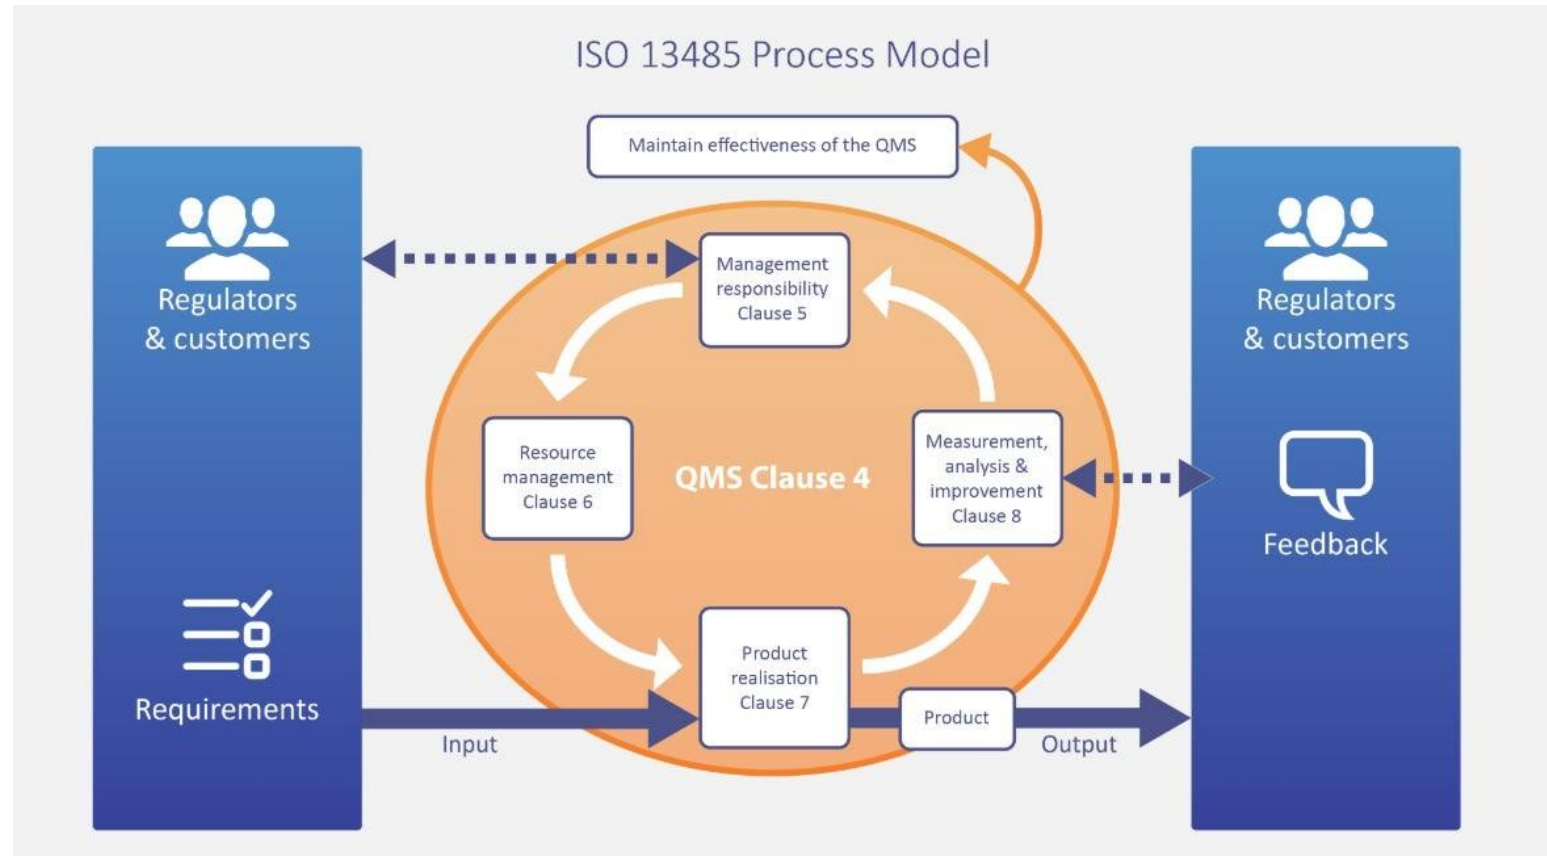 ISO 13485 Process Model
Maintain effectiveness of the QMS
Regulators
& customers
Requirements
Input
Management
responsibility
Clause 5
Resource
management
Clause 6
QMS Clause 4
Measurement,
analysis &
improvement
Clause 8
Product
realisation
Clause 7
Product
Output
Regulators
& customers
Feedback